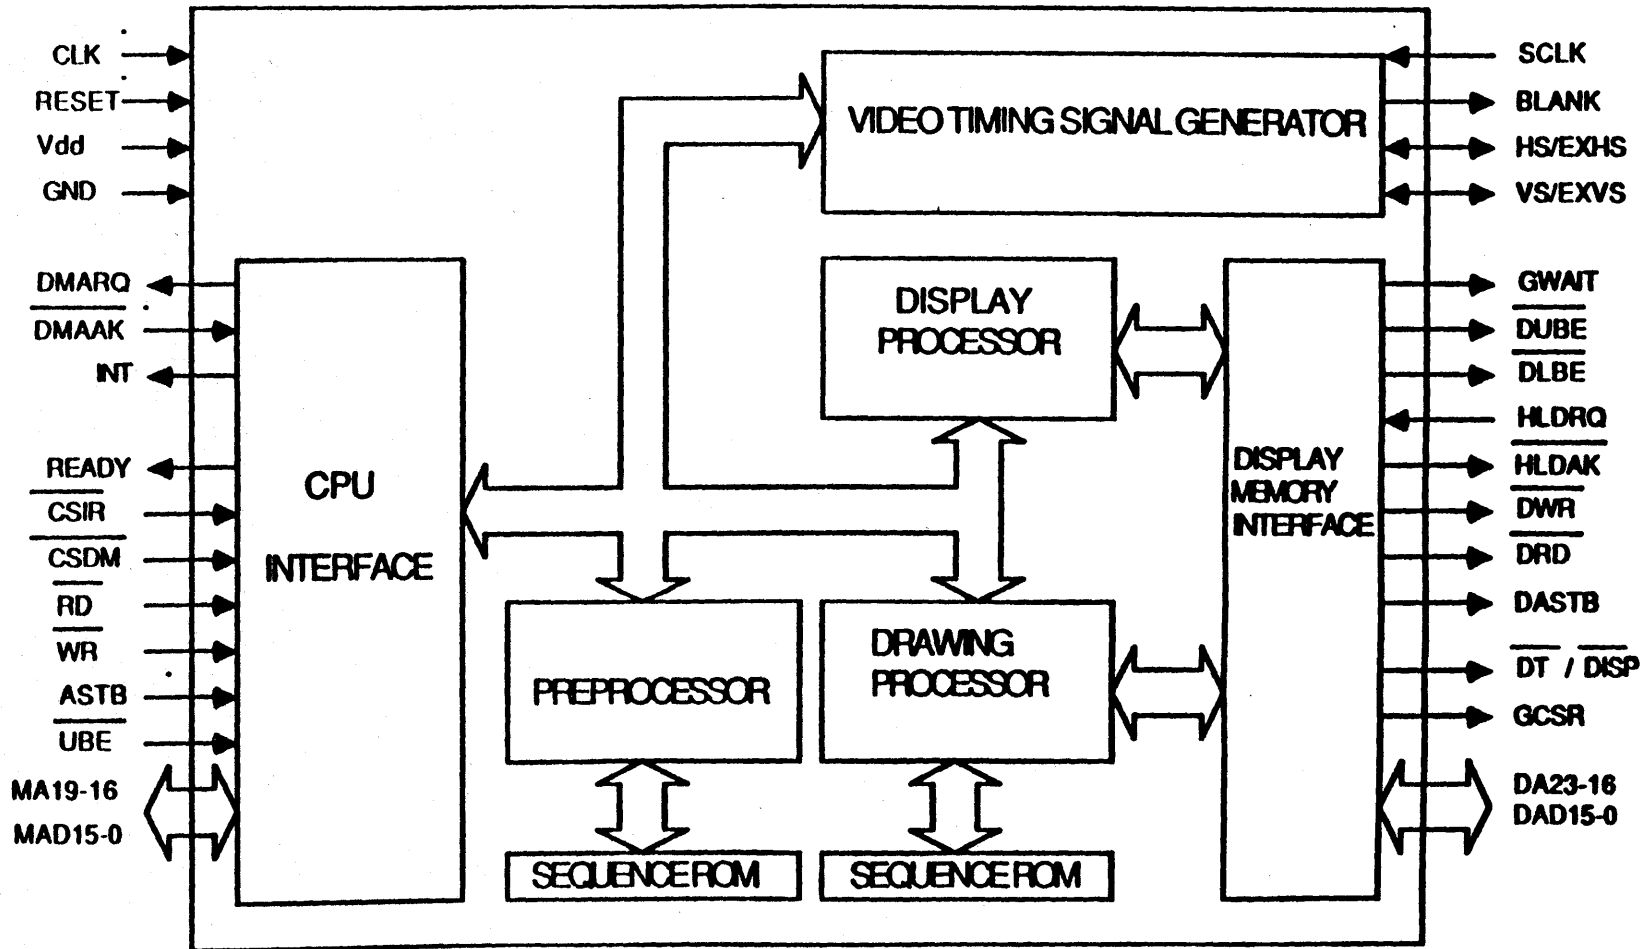 CLK
RESET
Vdd
GND
DMARQ
DMAAK
INT
READY
CSIR
CSDM
RD
WR
ASTB
UBE
MA19-16
MAD15-0
CPU
INTERFACE
VIDEO TIMING SIGNAL GENERATOR
DISPLAY
PROCESSOR
PREPROCESSOR
DRAWING
PROCESSOR
SEQUENCE ROM
SEQUENCE ROM
DISPLAY
MEMORY
INTERFACE
SCLK
BLANK
HS/EXHS
VS/EXVS
GWAIT
DUBE
DLBE
HLDRQ
HLDAK
DWR
DRD
DASTB
DT / DISP
GCSR
DA23-16
DAD15-0